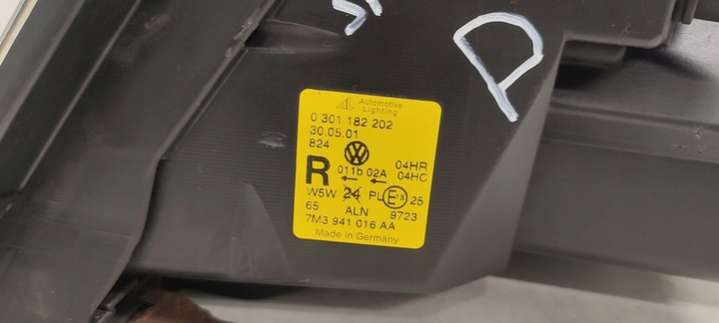 Automotive
Lighting
0 301 182 202
30.05.01
824
R 011b 02A 04HR
04HC
W5W 24 PL E 13 25
65 ALN 9723
7M3 941 016 AA
Made in Germany
D